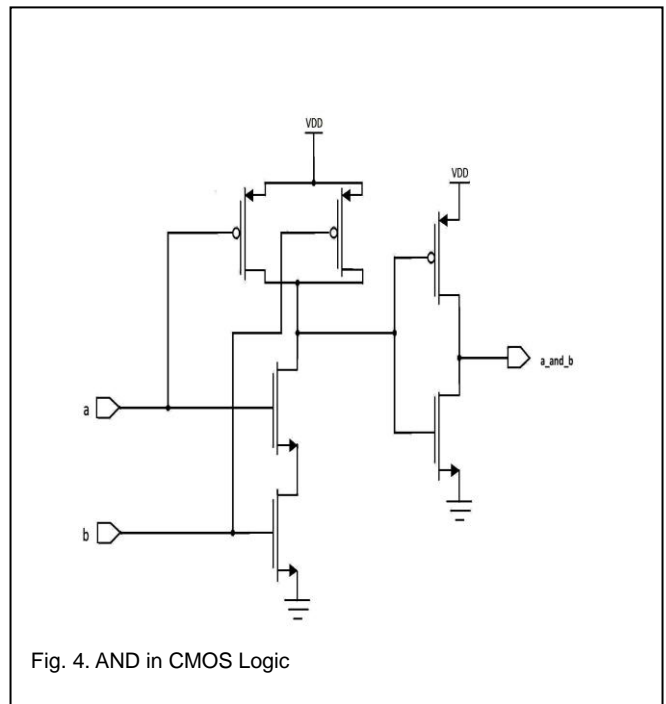 VDD
VDD
a_and_b
a
b
Fig. 4. AND in CMOS Logic